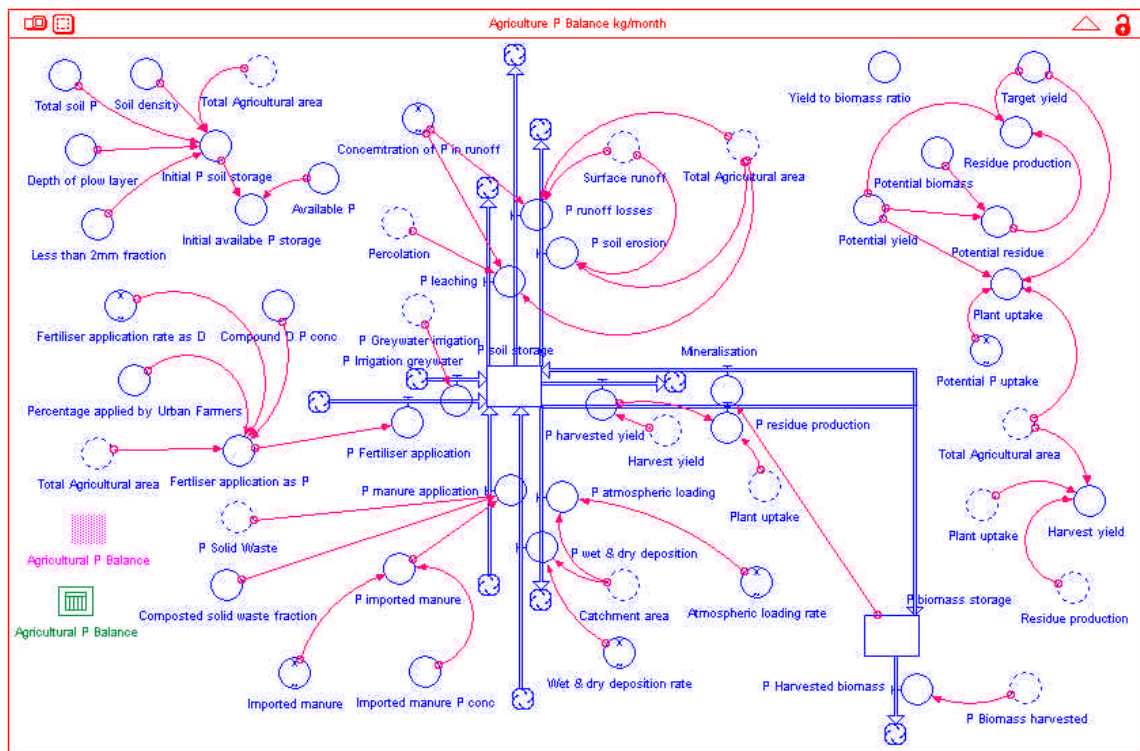 Agriculture P Balance kg/month
Total soil P
Soil density
Total Agricultural area
Depth of plow layer
Initial P soil storage
Less than 2mm fraction
Initial availabe P storage
Available P
Concerntration of P in runoff
Surface runoff
Total Agricultural area
P runoff losses
P soil erosion
Percolation
P leaching
Yield to biomass ratio
Target yield
Residue production
Potential biomass
Potential yield
Potential residue
Plant uptake
Potential P uptake
Fertiliser application rate as D
Compound D P conc
P Greywater irrigation
P Irrigation greywater
P soil storage
Mineralisation
Percentage applied by Urban Farmers
P Fertiliser application
Total Agricultural area
Fertliser application as P
P harvested yield
Harvest yield
P residue production
Plant uptake
Total Agricultural area
Plant uptake
Harvest yield
Residue production
P manure application
P atmospheric loading
P Solid Waste
P wet & dry deposition
Agricultural P Balance
Composted solid waste fraction
P imported manure
Catchment area
Atmospheric loading rate
P biomass storage
Agricultural P Balance
Imported manure
Imported manure P conc
Wet & dry deposition rate
P Harvested biomass
P Biomass harvested